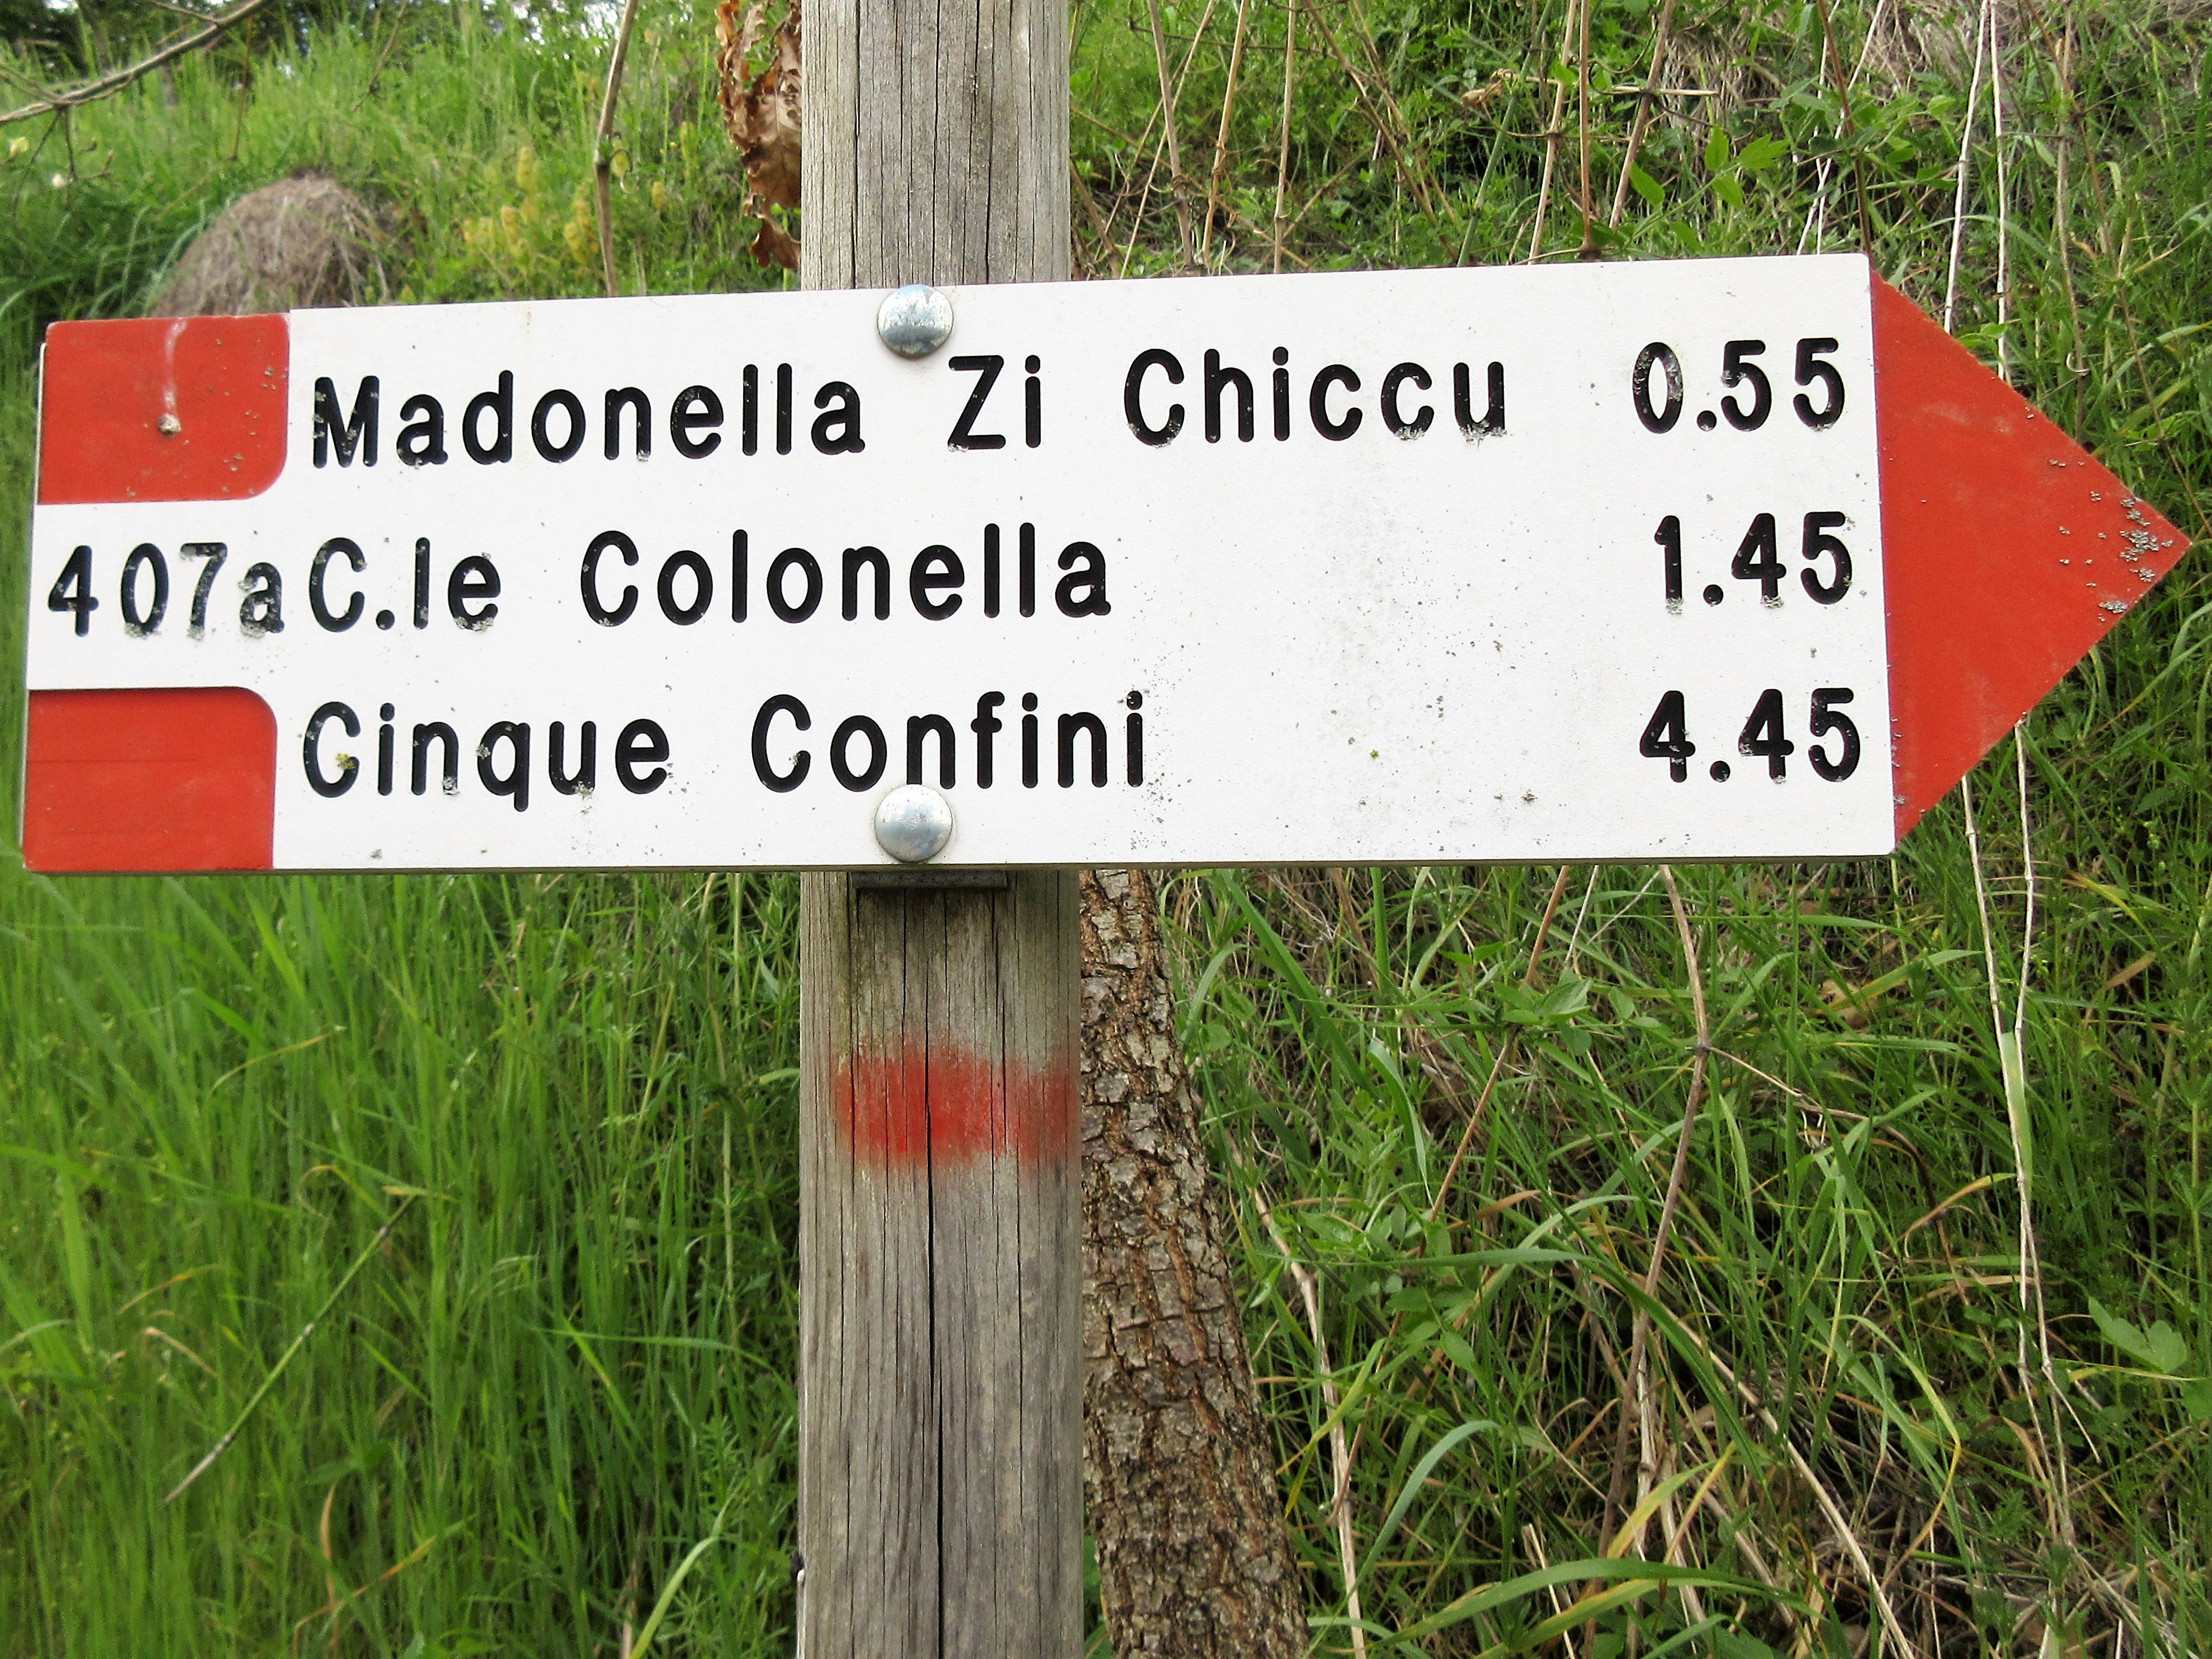 Madonella Zi Chiccu 0.55
407a C.le Colonella 1.45
Cinque Confini 4.45